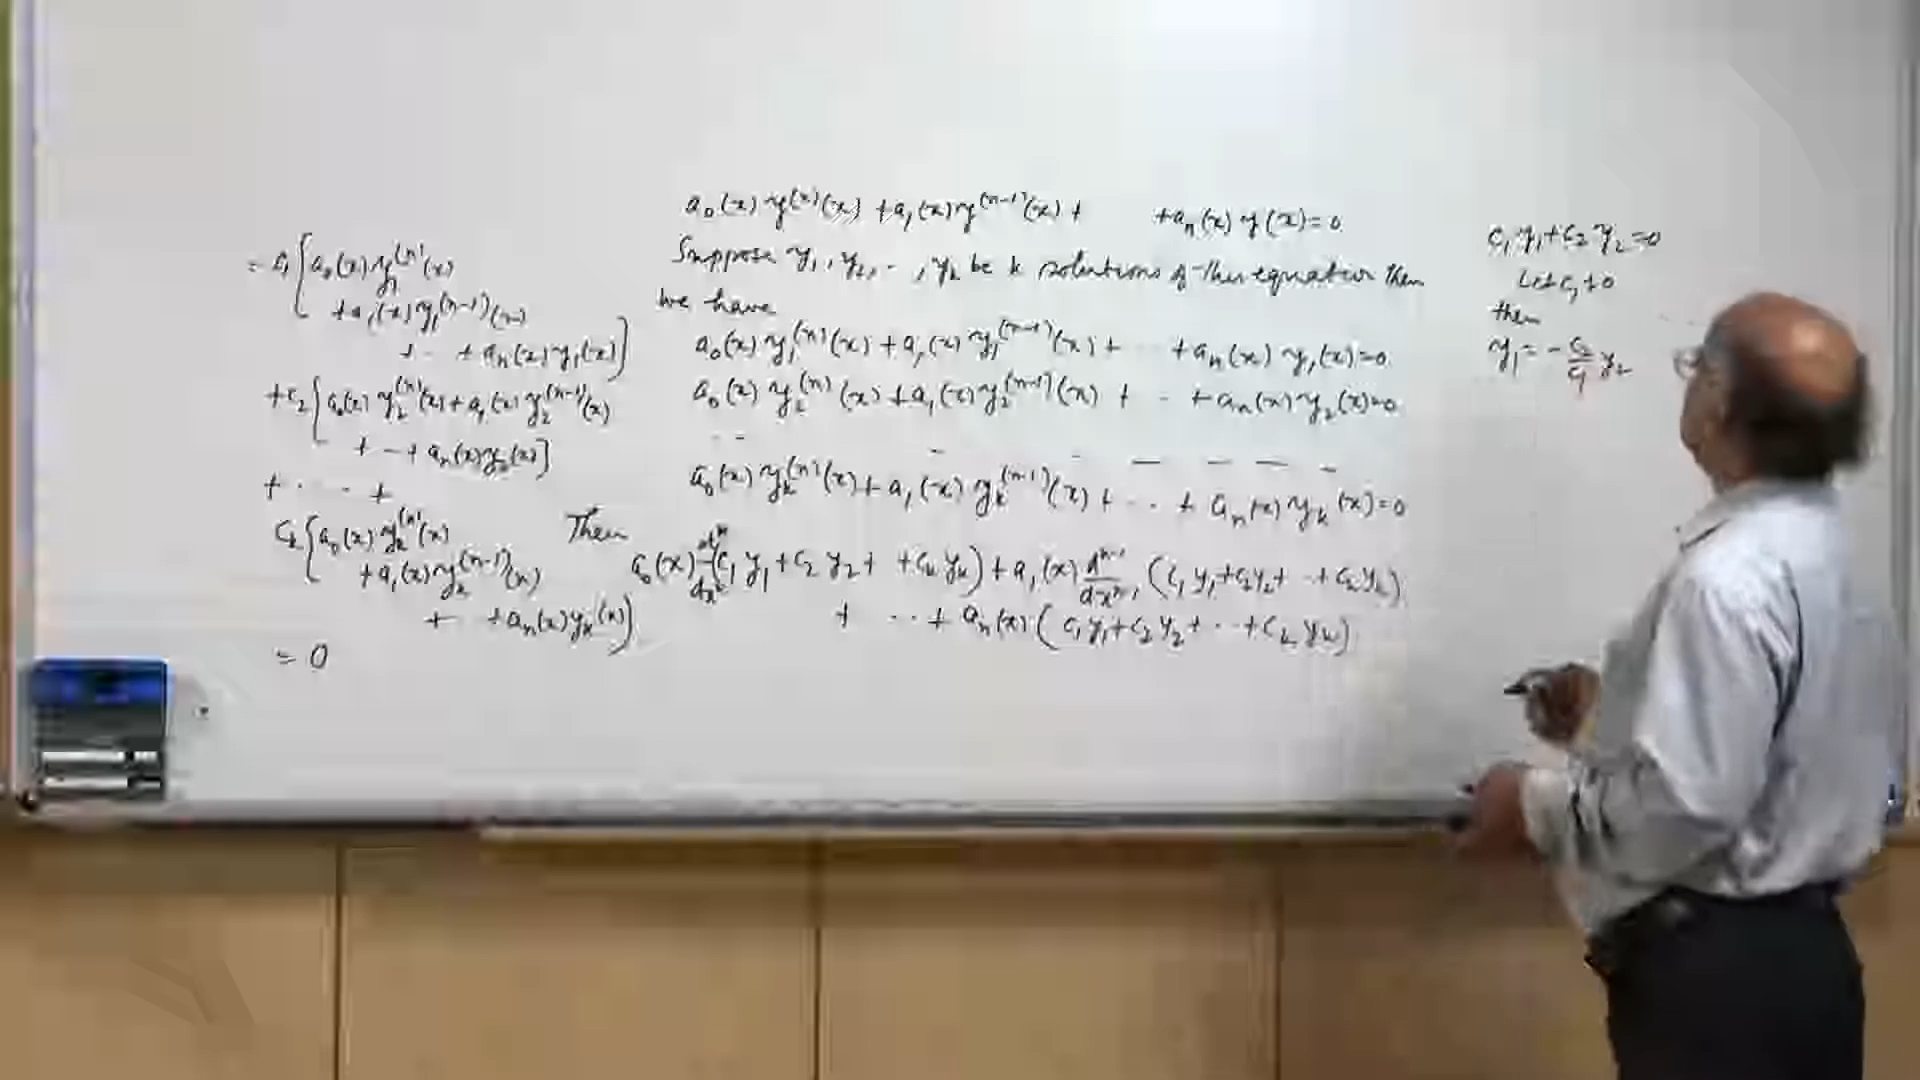 a₀(x) y⁽ⁿ⁾(x) + a₁(x) y⁽ⁿ⁻¹⁾(x) + + aₙ(x) y(x) = 0
Suppose y₁, y₂, .. , yₖ be k solutions of this equation then
we have
a₀(x) y₁⁽ⁿ⁾(x) + a₁(x) y₁⁽ⁿ⁻¹⁾(x) + .. + aₙ(x) y₁(x) = 0
a₀(x) y₂⁽ⁿ⁾(x) + a₁(x) y₂⁽ⁿ⁻¹⁾(x) + .. + aₙ(x) y₂(x) = 0
-- - - — — — -
a₀(x) yₖ⁽ⁿ⁾(x) + a₁(x) yₖ⁽ⁿ⁻¹⁾(x) + .. + aₙ(x) yₖ(x) = 0
Then
a₀(x) dⁿ/dxⁿ (c₁ y₁ + c₂ y₂ + + cₖ yₖ) + a₁(x) dⁿ⁻¹/dxⁿ⁻¹ (c₁ y₁ + c₂ y₂ + .. + cₖ yₖ)
+ .. + aₙ(x) (c₁ y₁ + c₂ y₂ + .. + cₖ yₖ)
= c₁ { a₀(x) y₁⁽ⁿ⁾(x)
+ a₁(x) y₁⁽ⁿ⁻¹⁾(x)
+ .. + aₙ(x) y₁(x) }
+ c₂ { a₀(x) y₂⁽ⁿ⁾(x) + a₁(x) y₂⁽ⁿ⁻¹⁾(x)
+ .. + aₙ(x) y₂(x) ]
+ .. .. +
cₖ { a₀(x) yₖ⁽ⁿ⁾(x)
+ a₁(x) yₖ⁽ⁿ⁻¹⁾(x)
+ .. + aₙ(x) yₖ(x) }
= 0
c₁ y₁ + c₂ y₂ = 0
Let c₁ ≠ 0
then
y₁ = - c₂/c₁ y₂